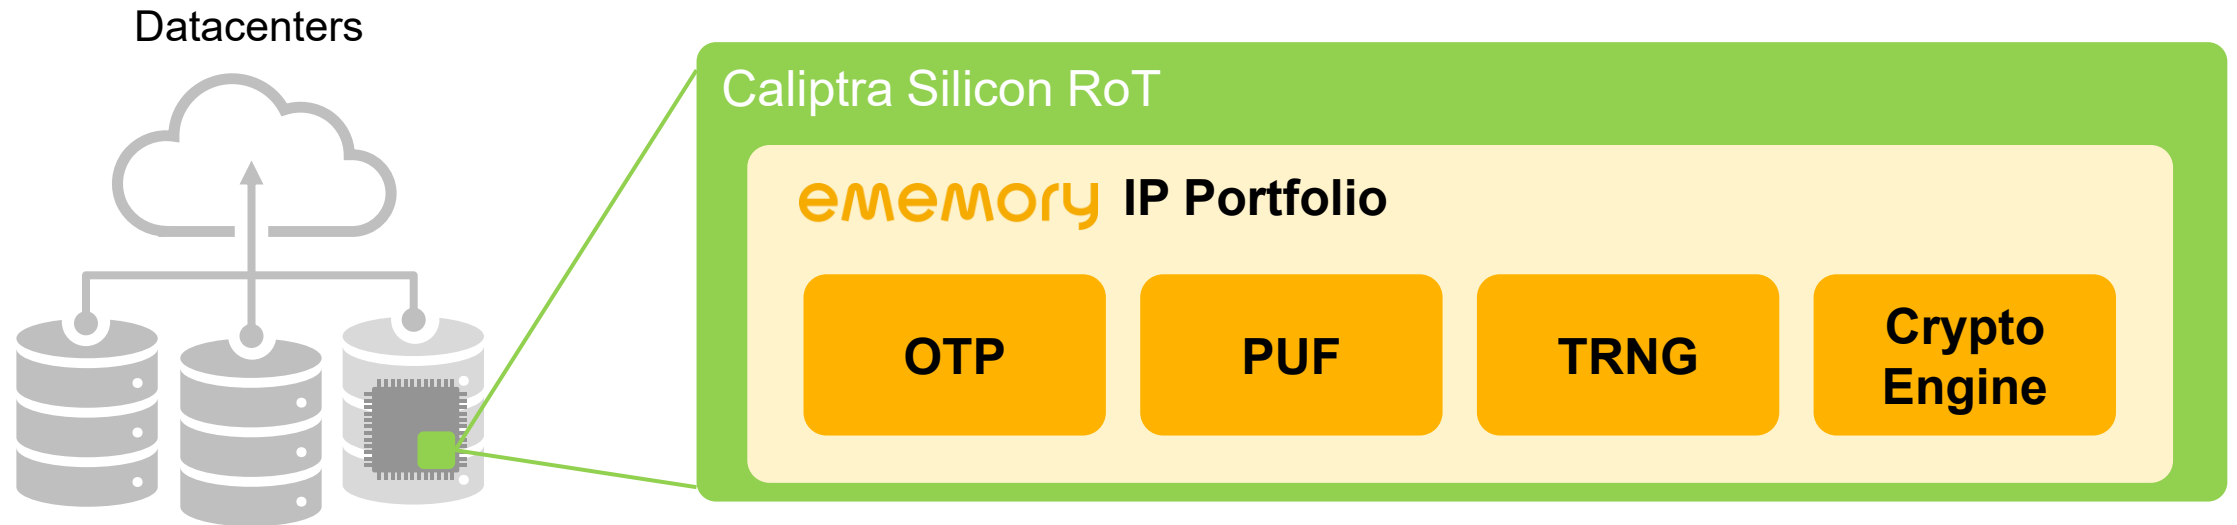 Datacenters
Caliptra Silicon RoT
ememory IP Portfolio
OTP
PUF
TRNG
Crypto
Engine